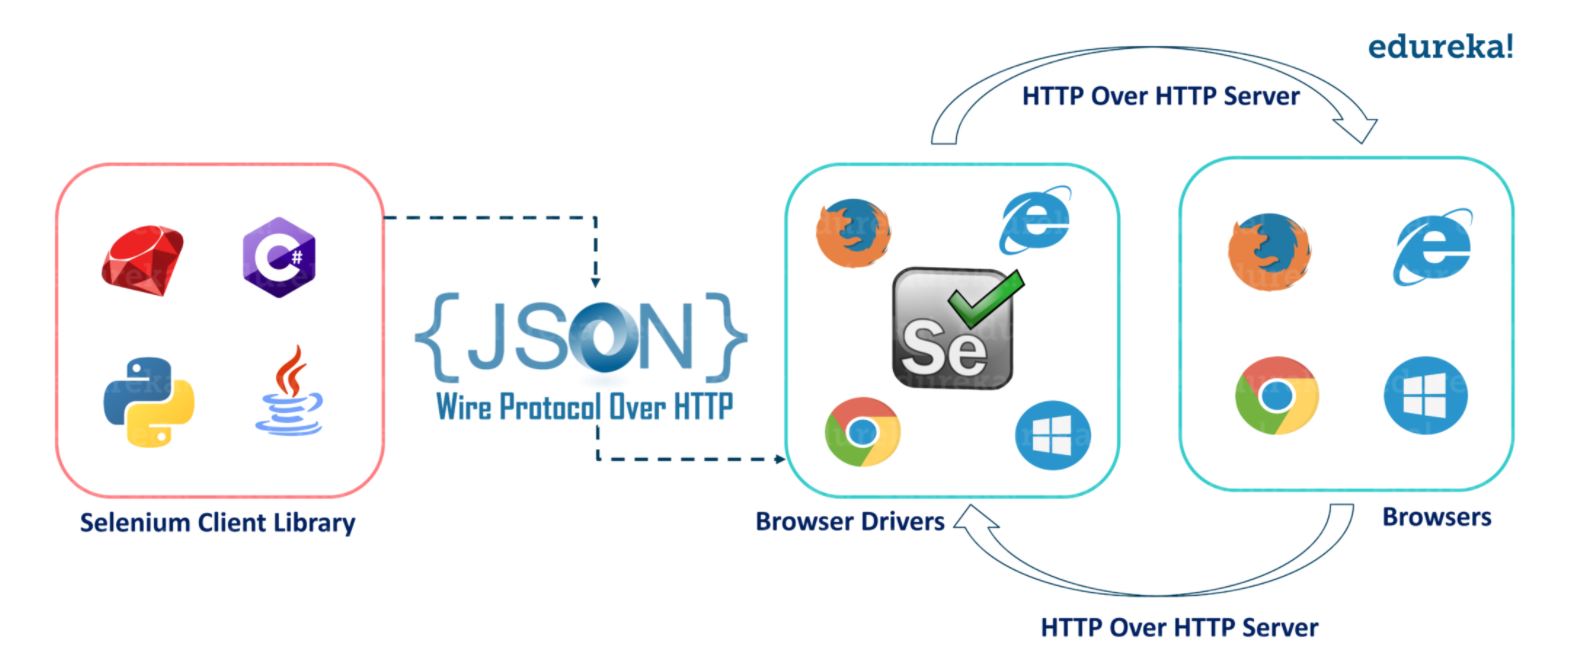 edureka!
HTTP Over HTTP Server
C#
{JSON}
Wire Protocol Over HTTP
Se
Selenium Client Library
Browser Drivers
Browsers
HTTP Over HTTP Server